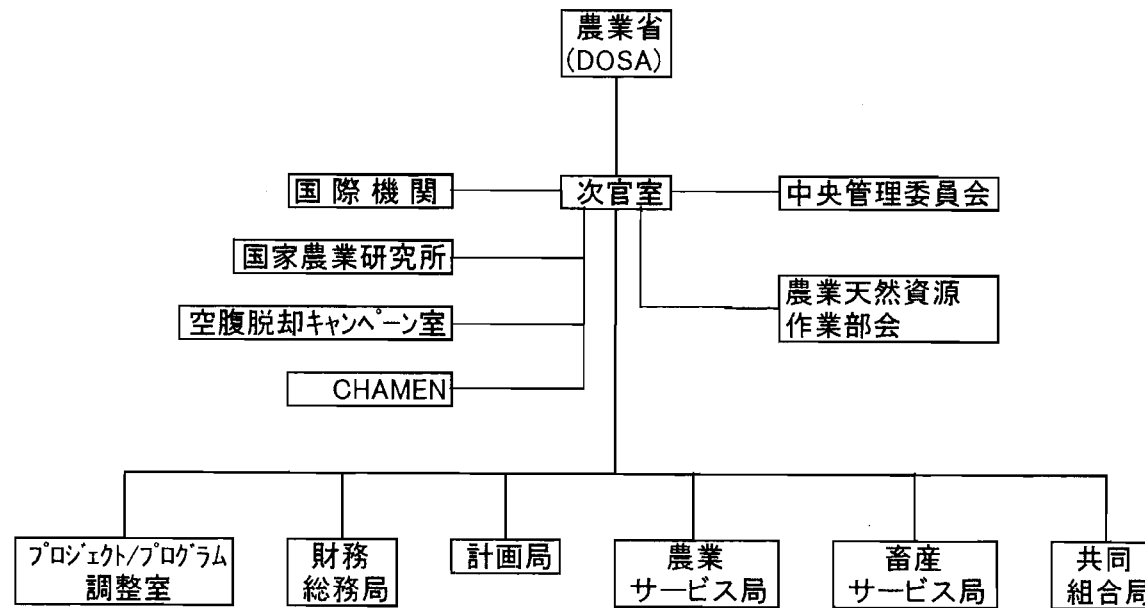 農業省
(DOSA)
国際機関
次官室
中央管理委員会
国家農業研究所
農業天然資源
作業部会
空腹脱却キャンペーン室
CHAMEN
プロジェクト/プログラム
調整室
財務
総務局
計画局
農業
サービス局
畜産
サービス局
共同
組合局